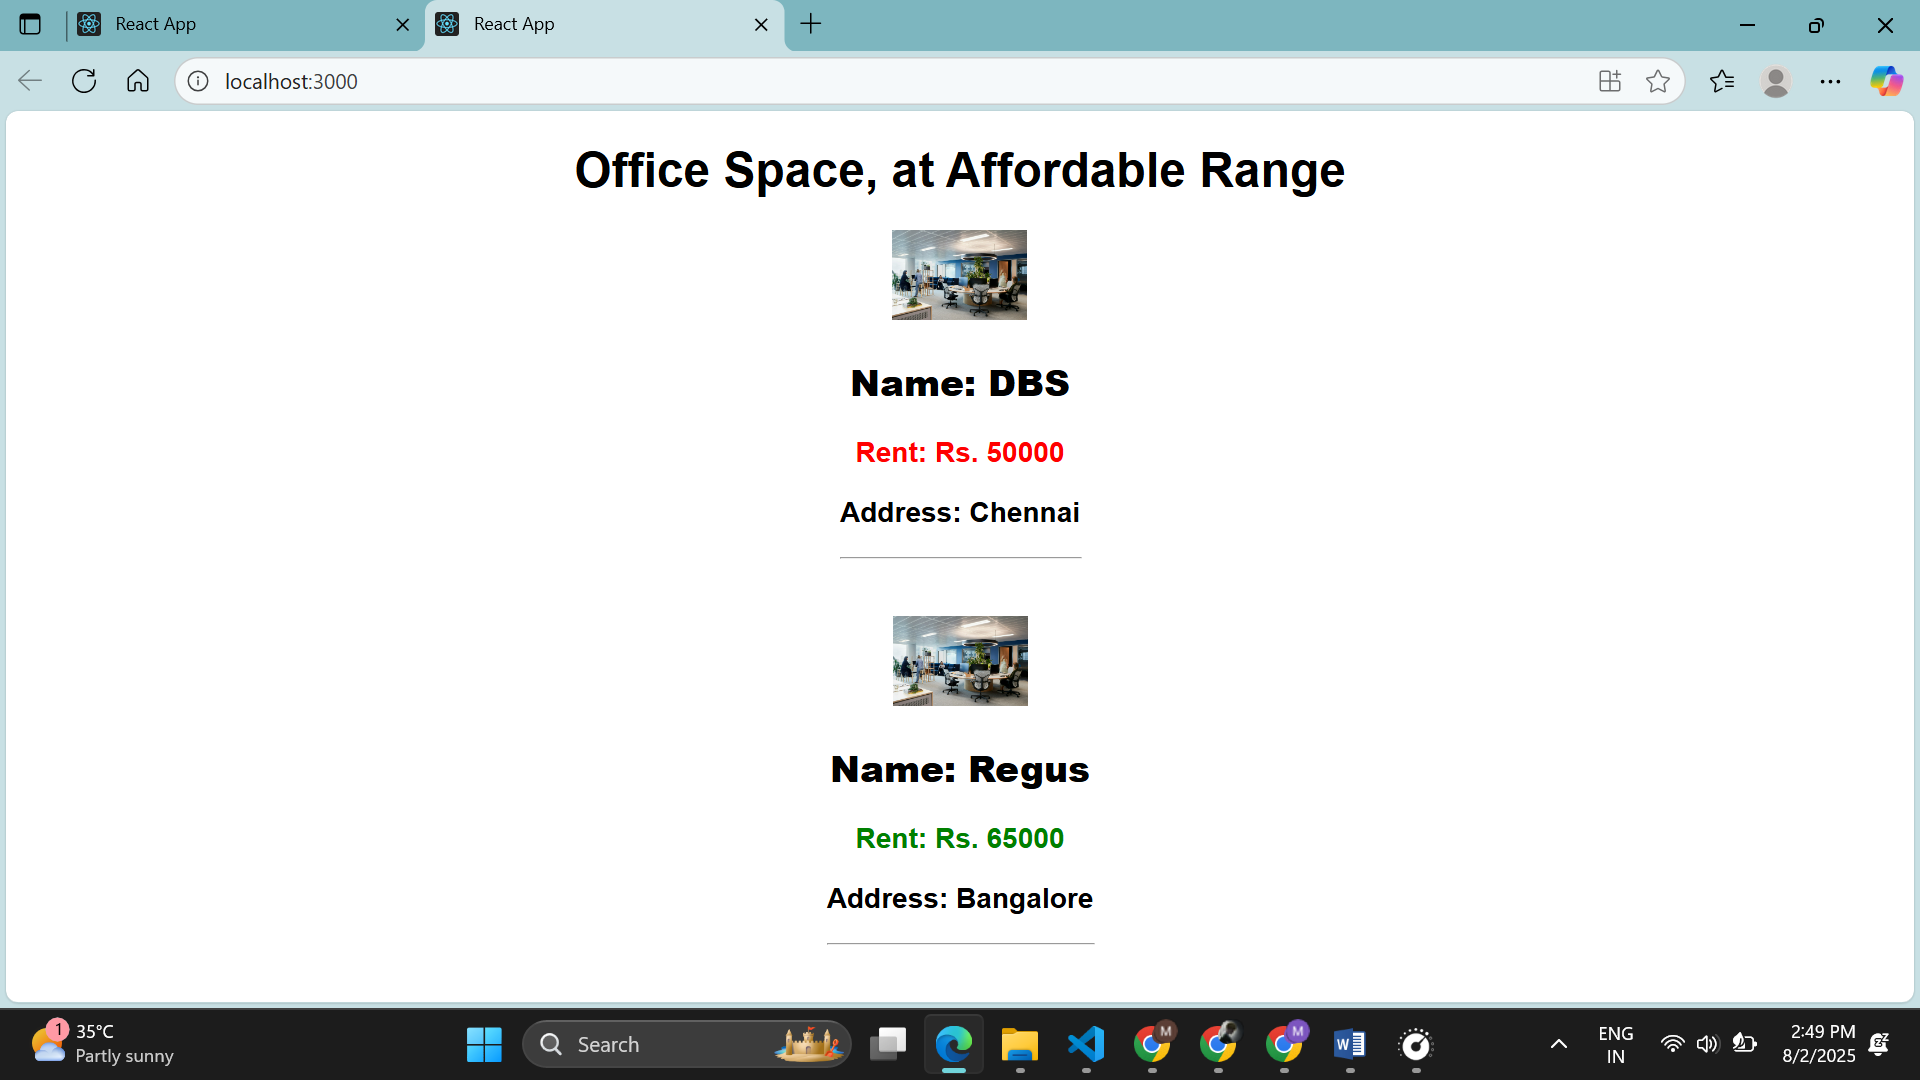 React App
React App
localhost:3000
Office Space, at Affordable Range
Name: DBS
Rent: Rs. 50000
Address: Chennai
Name: Regus
Rent: Rs. 65000
Address: Bangalore
1
35°C
Partly sunny
Search
M
M
W
ENG
IN
2:49 PM
8/2/2025